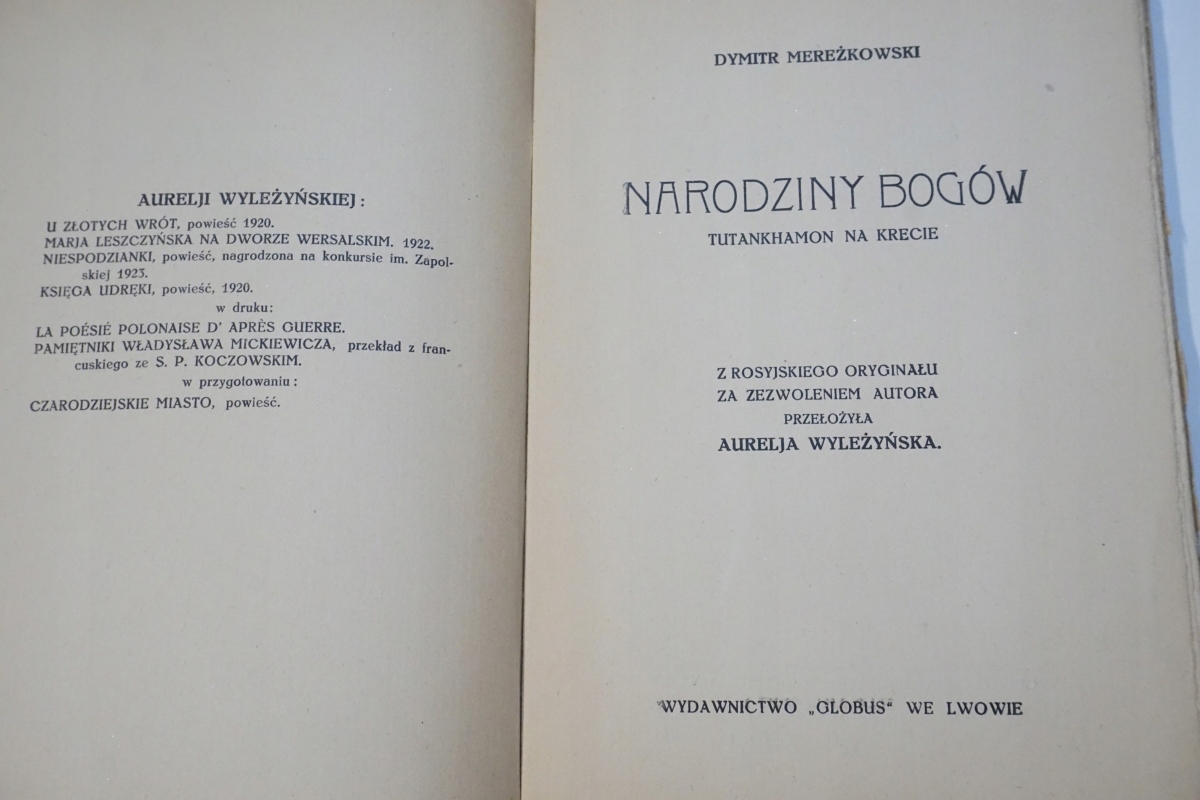 AURELJI WYLEŻYŃSKIEJ:
U ZŁOTYCH WRÓT, powieść 1920.
MARJA LESZCZYŃSKA NA DWORZE WERSALSKIM. 1922.
NIESPODZIANKI, powieść, nagrodzona na konkursie im. Zapol-
skiej 1923.
KSIĘGA UDRĘKI, powieść, 1920.
w druku:
LA POÉSIÉ POLONAISE D' APRÈS GUERRE.
PAMIĘTNIKI WŁADYSŁAWA MICKIEWICZA, przekład z fran-
cuskiego ze S. P. KOCZOWSKIM.
w przygotowaniu:
CZARODZIEJSKIE MIASTO, powieść.
DYMITR MEREŻKOWSKI
NARODZINY BOGÓW
TUTANKHAMON NA KRECIE
Z ROSYJSKIEGO ORYGINAŁU
ZA ZEZWOLENIEM AUTORA
PRZEŁOŻYŁA
AURELJA WYLEŻYŃSKA.
WYDAWNICTWO „GLOBUS“ WE LWOWIE